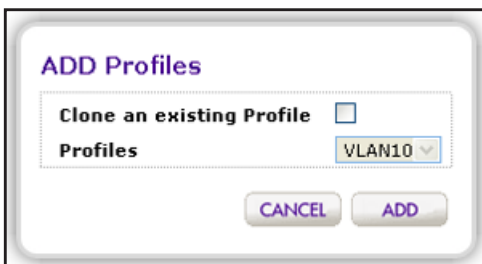 ADD Profiles
Clone an existing Profile
Profiles VLAN10
CANCEL ADD